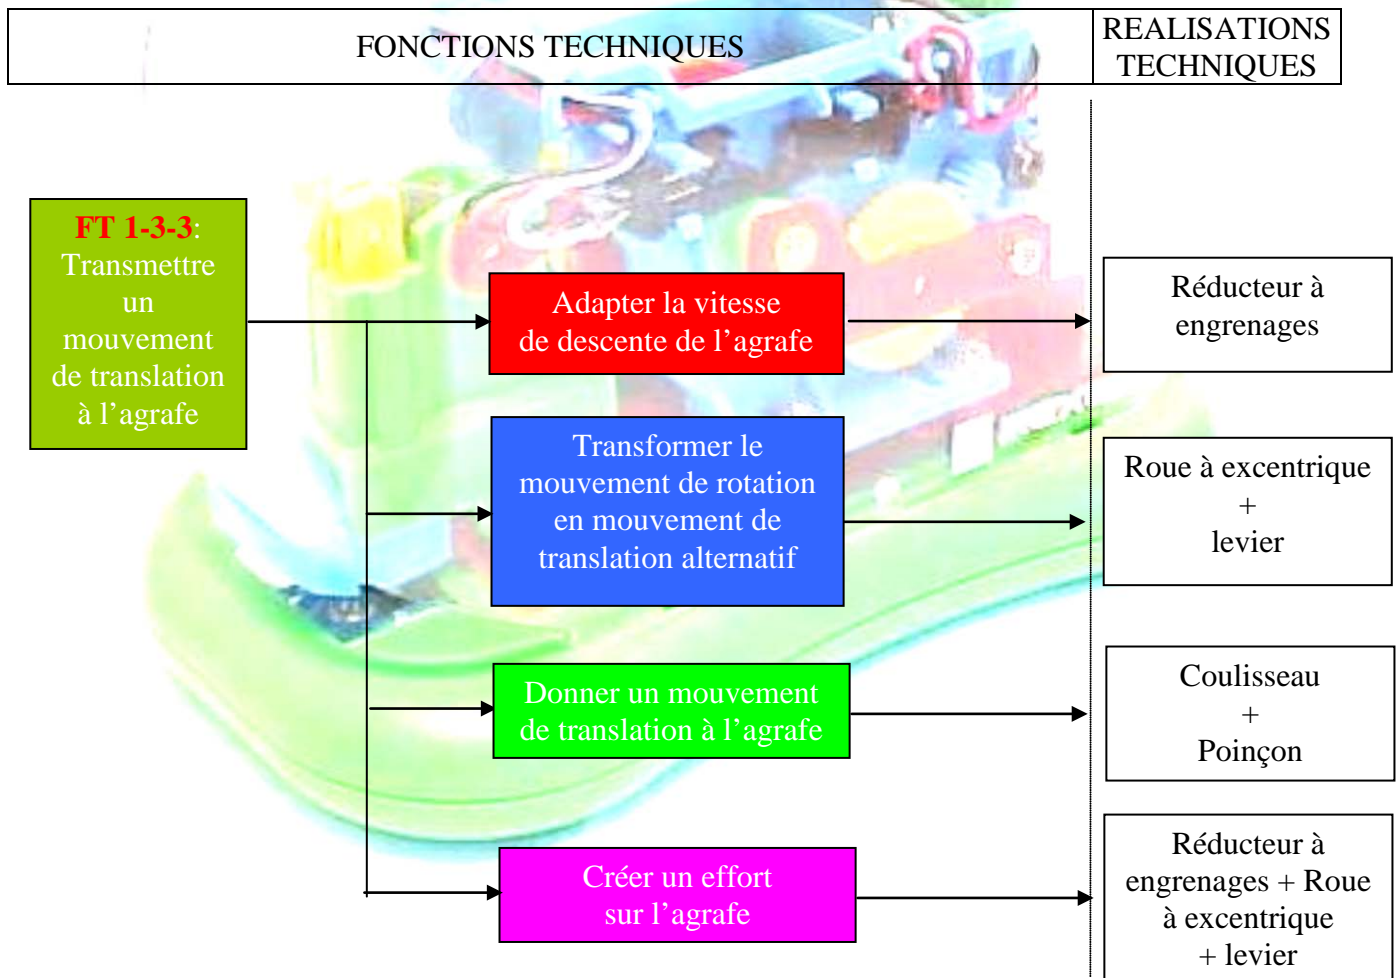 FONCTIONS TECHNIQUES
REALISATIONS
TECHNIQUES
FT 1-3-3:
Transmettre
un
mouvement
de translation
à l’agrafe
Adapter la vitesse
de descente de l’agrafe
Réducteur à
engrenages
Transformer le
mouvement de rotation
en mouvement de
translation alternatif
Roue à excentrique
+
levier
Donner un mouvement
de translation à l’agrafe
Coulisseau
+
Poinçon
Créer un effort
sur l’agrafe
Réducteur à
engrenages + Roue
à excentrique
+ levier